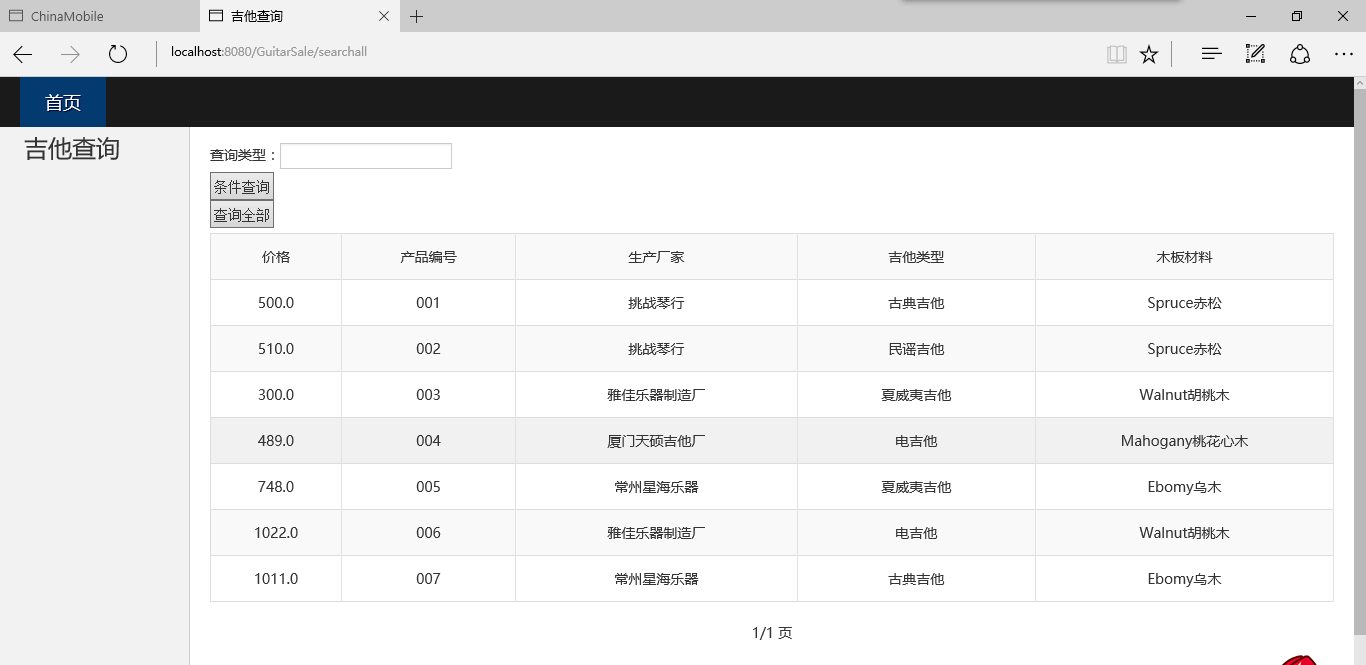 ChinaMobile
吉他查询
localhost:8080/GuitarSale/searchall
首页
吉他查询
查询类型：
条件查询
查询全部
价格 产品编号 生产厂家 吉他类型 木板材料
500.0 001 挑战琴行 古典吉他 Spruce赤松
510.0 002 挑战琴行 民谣吉他 Spruce赤松
300.0 003 雅佳乐器制造厂 夏威夷吉他 Walnut胡桃木
489.0 004 厦门天硕吉他厂 电吉他 Mahogany桃花心木
748.0 005 常州星海乐器 夏威夷吉他 Ebomy乌木
1022.0 006 雅佳乐器制造厂 电吉他 Walnut胡桃木
1011.0 007 常州星海乐器 古典吉他 Ebomy乌木
1/1 页